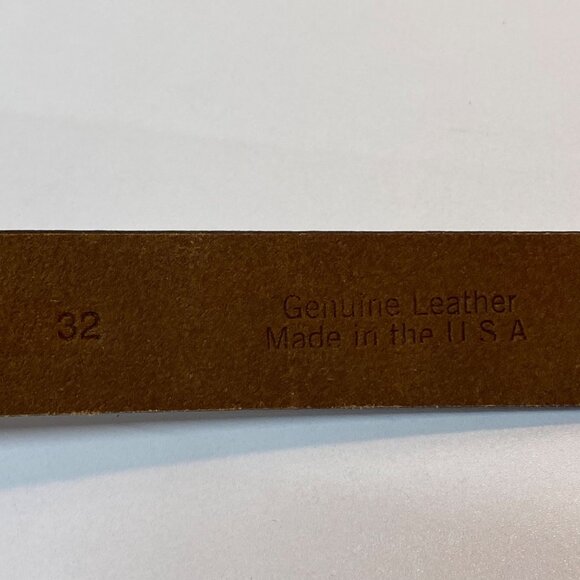 32
Genuine Leather
Made in the U S A